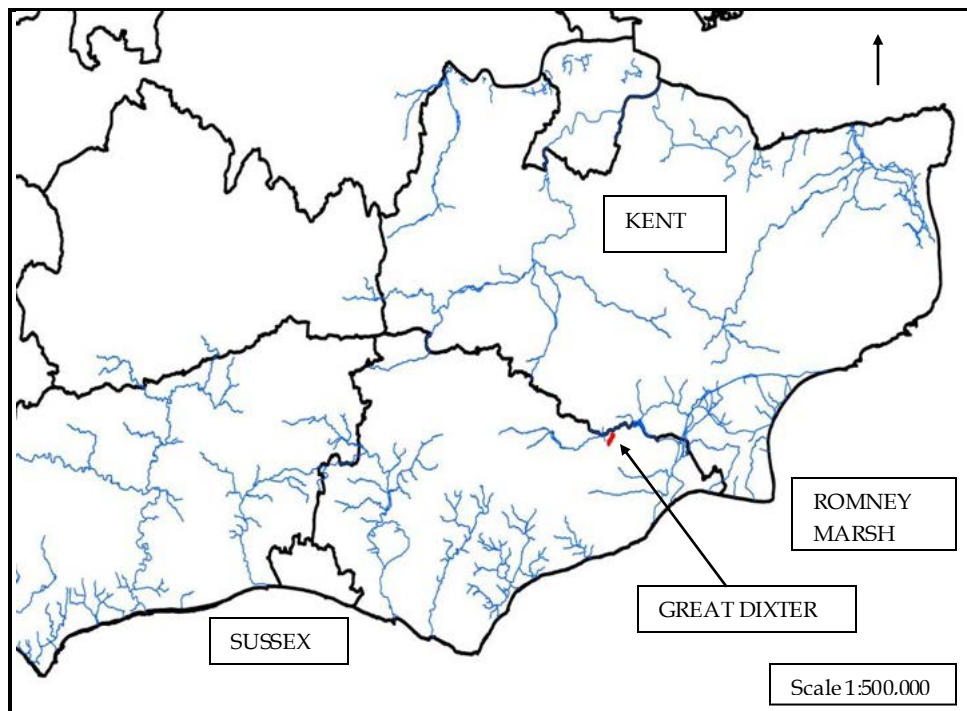 KENT
ROMNEY
MARSH
GREAT DIXTER
SUSSEX
Scale 1:500,000